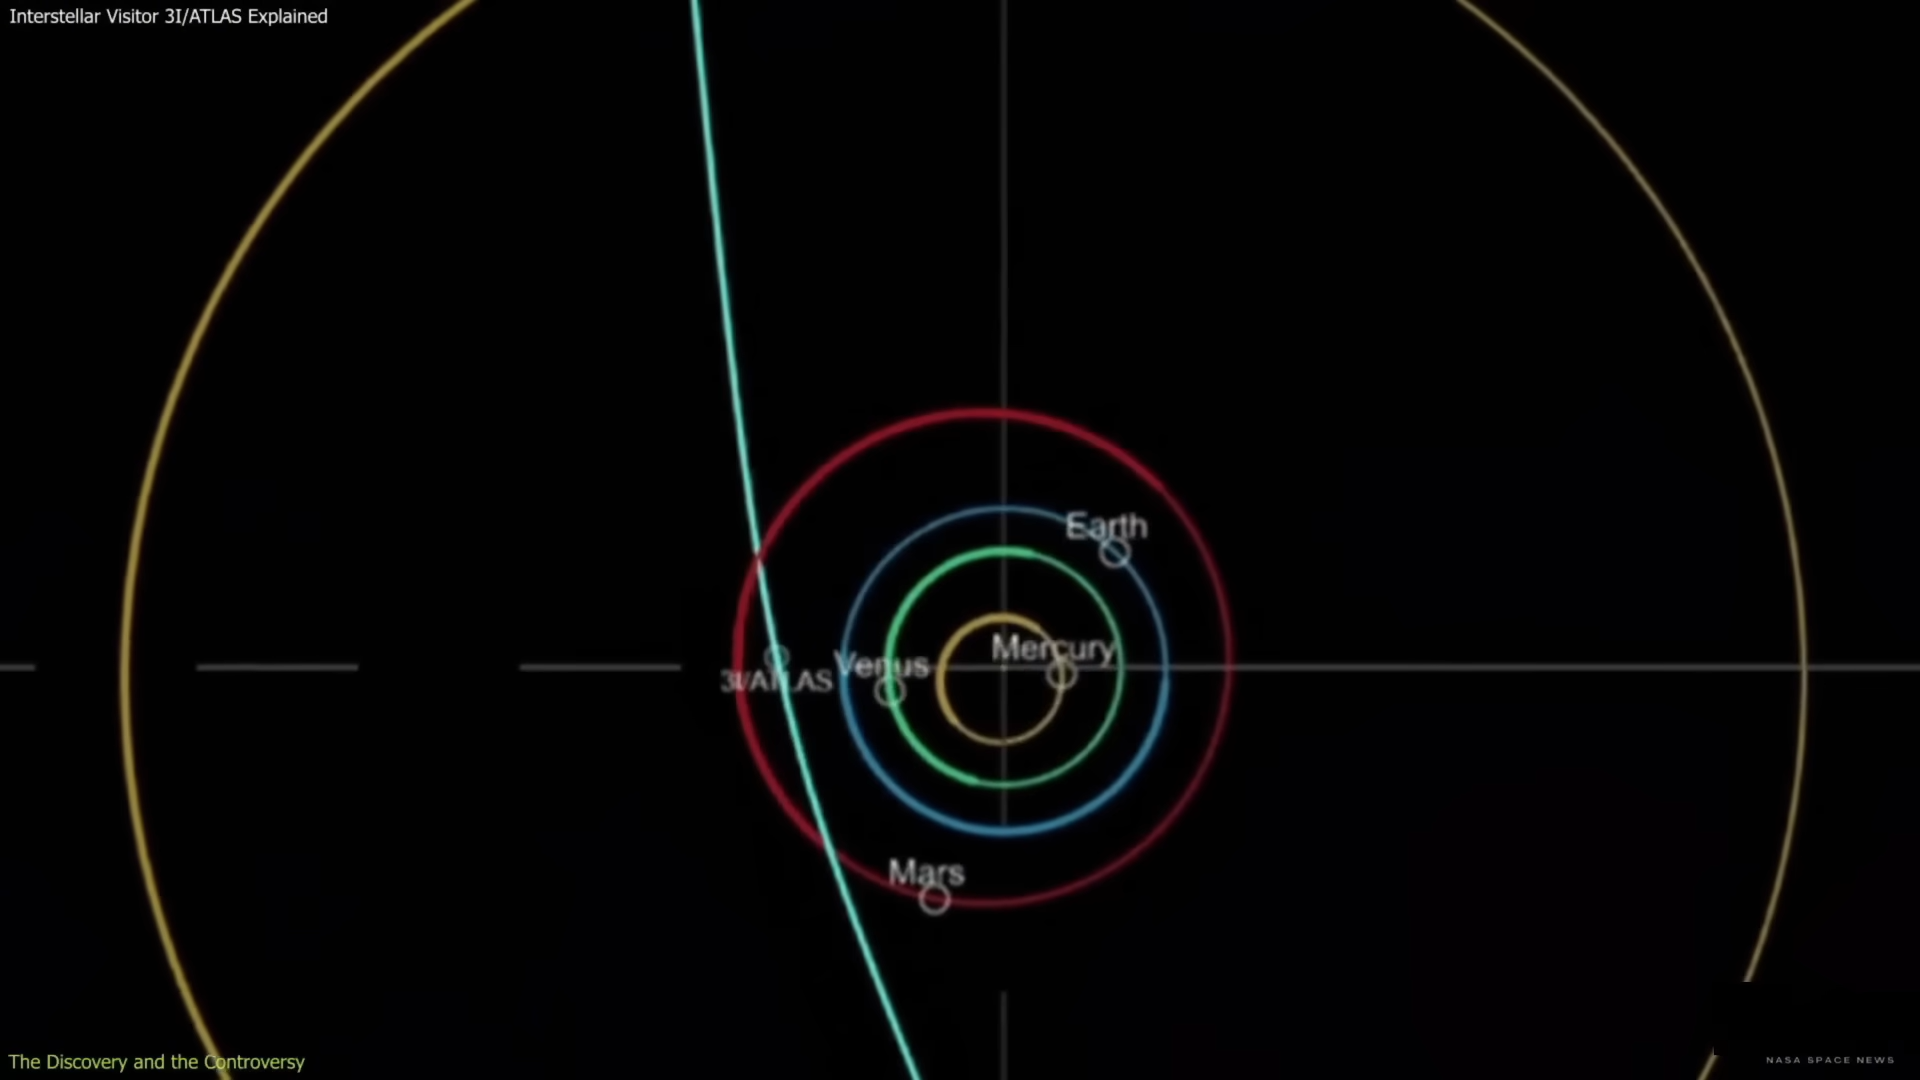 Interstellar Visitor 3I/ATLAS Explained
Earth
Mercury
Venus
3I/ATLAS
Mars
The Discovery and the Controversy
NASA SPACE NEWS